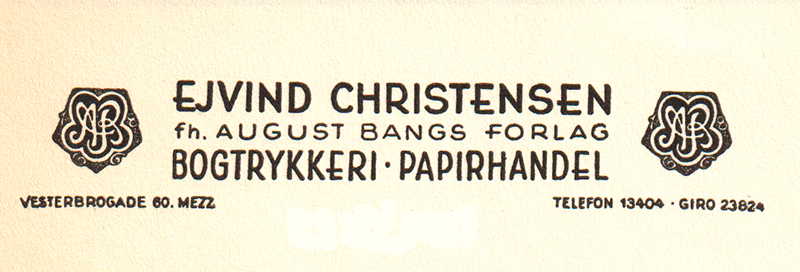 EJVIND CHRISTENSEN
fh. AUGUST BANGS FORLAG
BOGTRYKKERI · PAPIRHANDEL
VESTERBROGADE 60. MEZZ
TELEFON 13404 · GIRO 23824